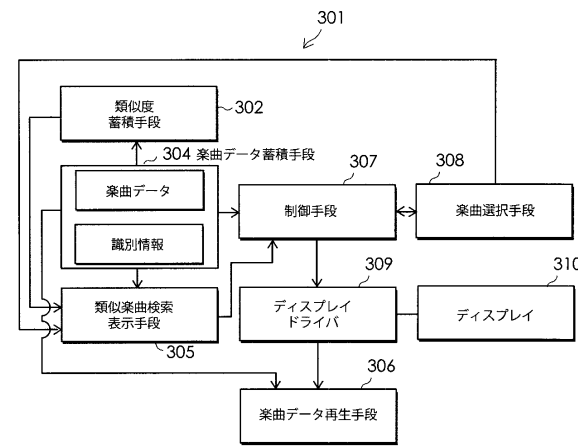 301
類似度
蓄積手段
302
304 楽曲データ蓄積手段
楽曲データ
識別情報
307
制御手段
308
楽曲選択手段
類似楽曲検索
表示手段
305
309
ディスプレイ
ドライバ
310
ディスプレイ
306
楽曲データ再生手段